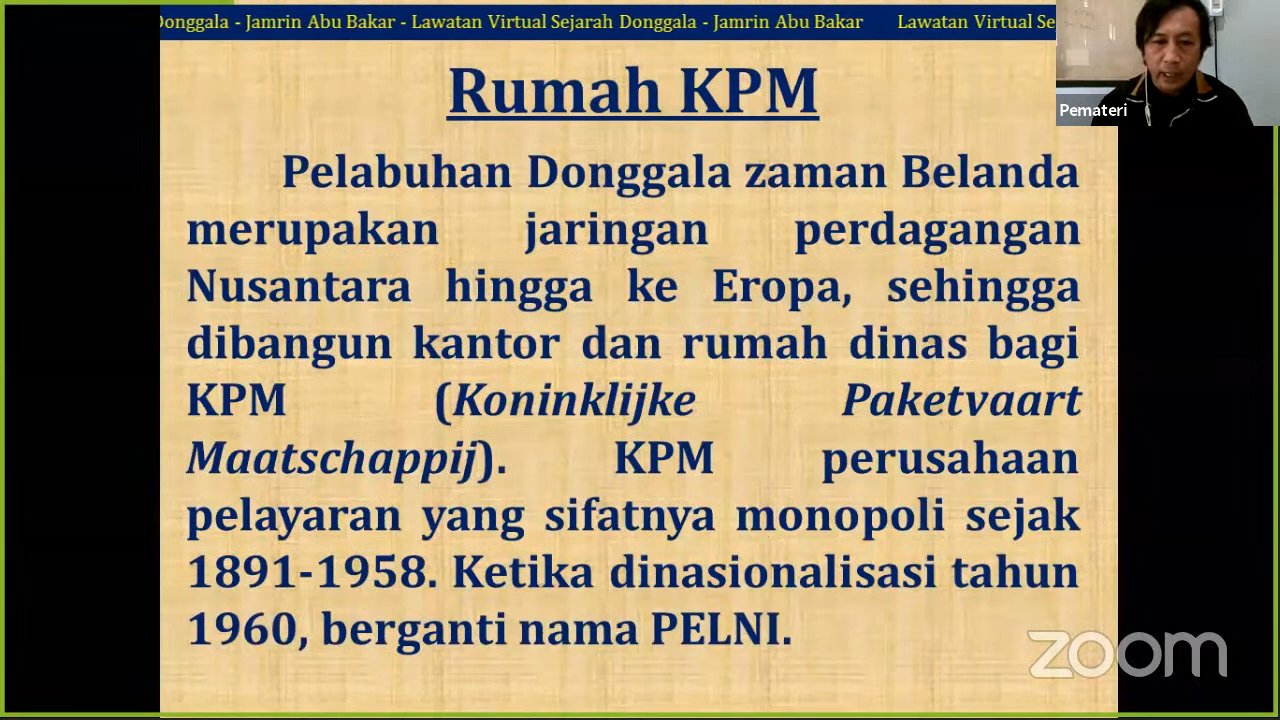 Donggala - Jamrin Abu Bakar - Lawatan Virtual Sejarah Donggala - Jamrin Abu Bakar Lawatan Virtual Se
Pemateri
Rumah KPM
Pelabuhan Donggala zaman Belanda
merupakan jaringan perdagangan
Nusantara hingga ke Eropa, sehingga
dibangun kantor dan rumah dinas bagi
KPM (Koninklijke Paketvaart
Maatschappij). KPM perusahaan
pelayaran yang sifatnya monopoli sejak
1891-1958. Ketika dinasionalisasi tahun
1960, berganti nama PELNI.
zoom